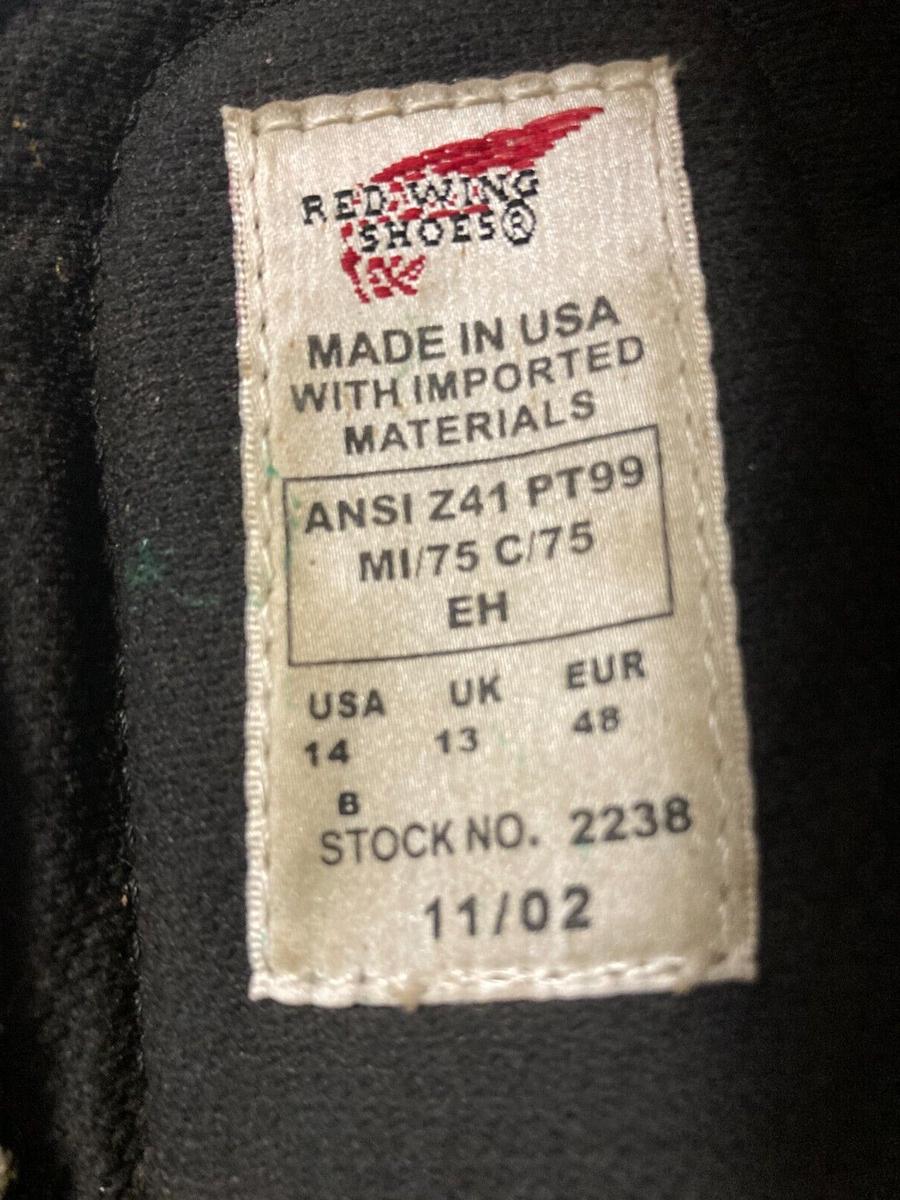 RED WING
SHOES®
MADE IN USA
WITH IMPORTED
MATERIALS
ANSI Z41 PT99
MI/75 C/75
EH
USA UK EUR
14 13 48
B
STOCK NO. 2238
11/02